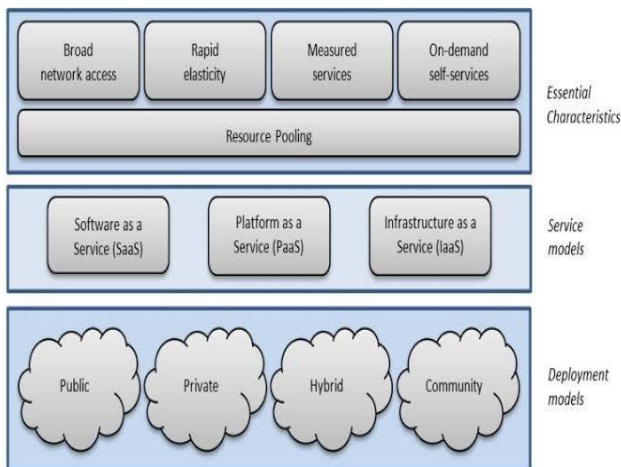 Broad
network access
Rapid
elasticity
Measured
services
On-demand
self-services
Resource Pooling
Essential
Characteristics
Software as a
Service (SaaS)
Platform as a
Service (PaaS)
Infrastructure as a
Service (IaaS)
Service
models
Public
Private
Hybrid
Community
Deployment
models